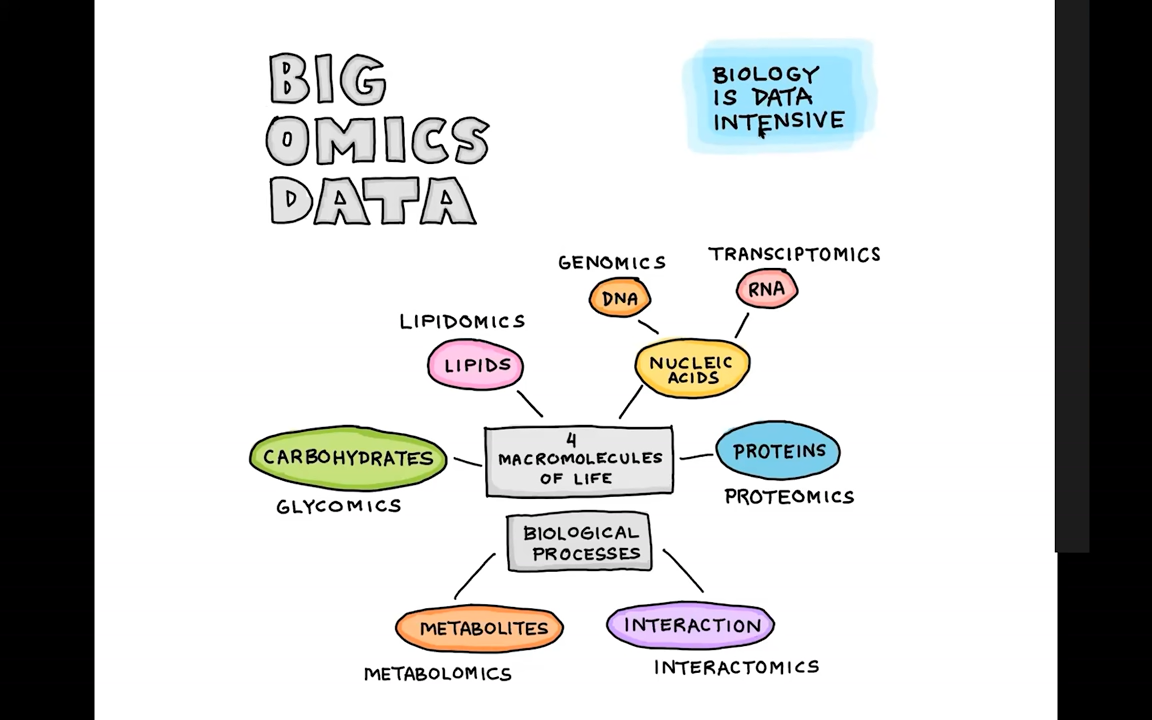 BIG
OMICS
DATA
BIOLOGY
IS DATA
INTENSIVE
GENOMICS
TRANSCIPTOMICS
DNA
RNA
LIPIDOMICS
LIPIDS
NUCLEIC
ACIDS
CARBOHYDRATES
GLYCOMICS
4
MACROMOLECULES
OF LIFE
PROTEINS
PROTEOMICS
BIOLOGICAL
PROCESSES
METABOLITES
METABOLOMICS
INTERACTION
INTERACTOMICS